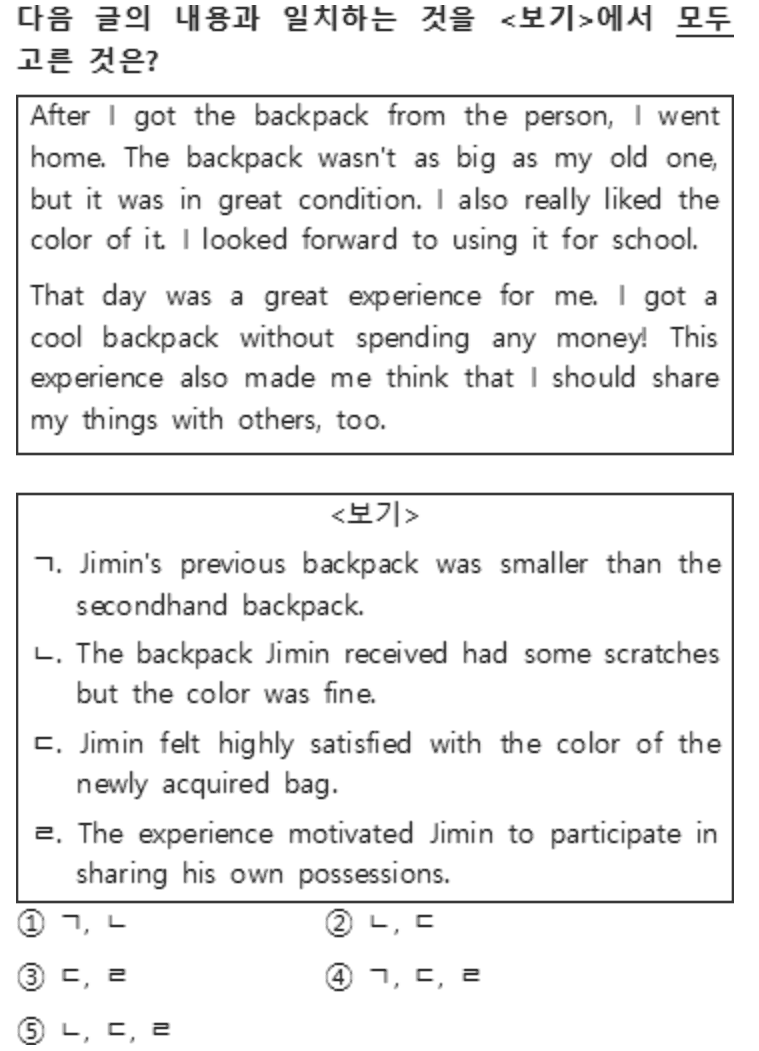 다음 글의 내용과 일치하는 것을 <보기>에서 모두
고른 것은?
After I got the backpack from the person, I went
home. The backpack wasn't as big as my old one,
but it was in great condition. I also really liked the
color of it. I looked forward to using it for school.
That day was a great experience for me. I got a
cool backpack without spending any money! This
experience also made me think that I should share
my things with others, too.
<보기>
ㄱ. Jimin's previous backpack was smaller than the
secondhand backpack.
ㄴ. The backpack Jimin received had some scratches
but the color was fine.
ㄷ. Jimin felt highly satisfied with the color of the
newly acquired bag.
ㄹ. The experience motivated Jimin to participate in
sharing his own possessions.
① ㄱ, ㄴ ② ㄴ, ㄷ
③ ㄷ, ㄹ ④ ㄱ, ㄷ, ㄹ
⑤ ㄴ, ㄷ, ㄹ